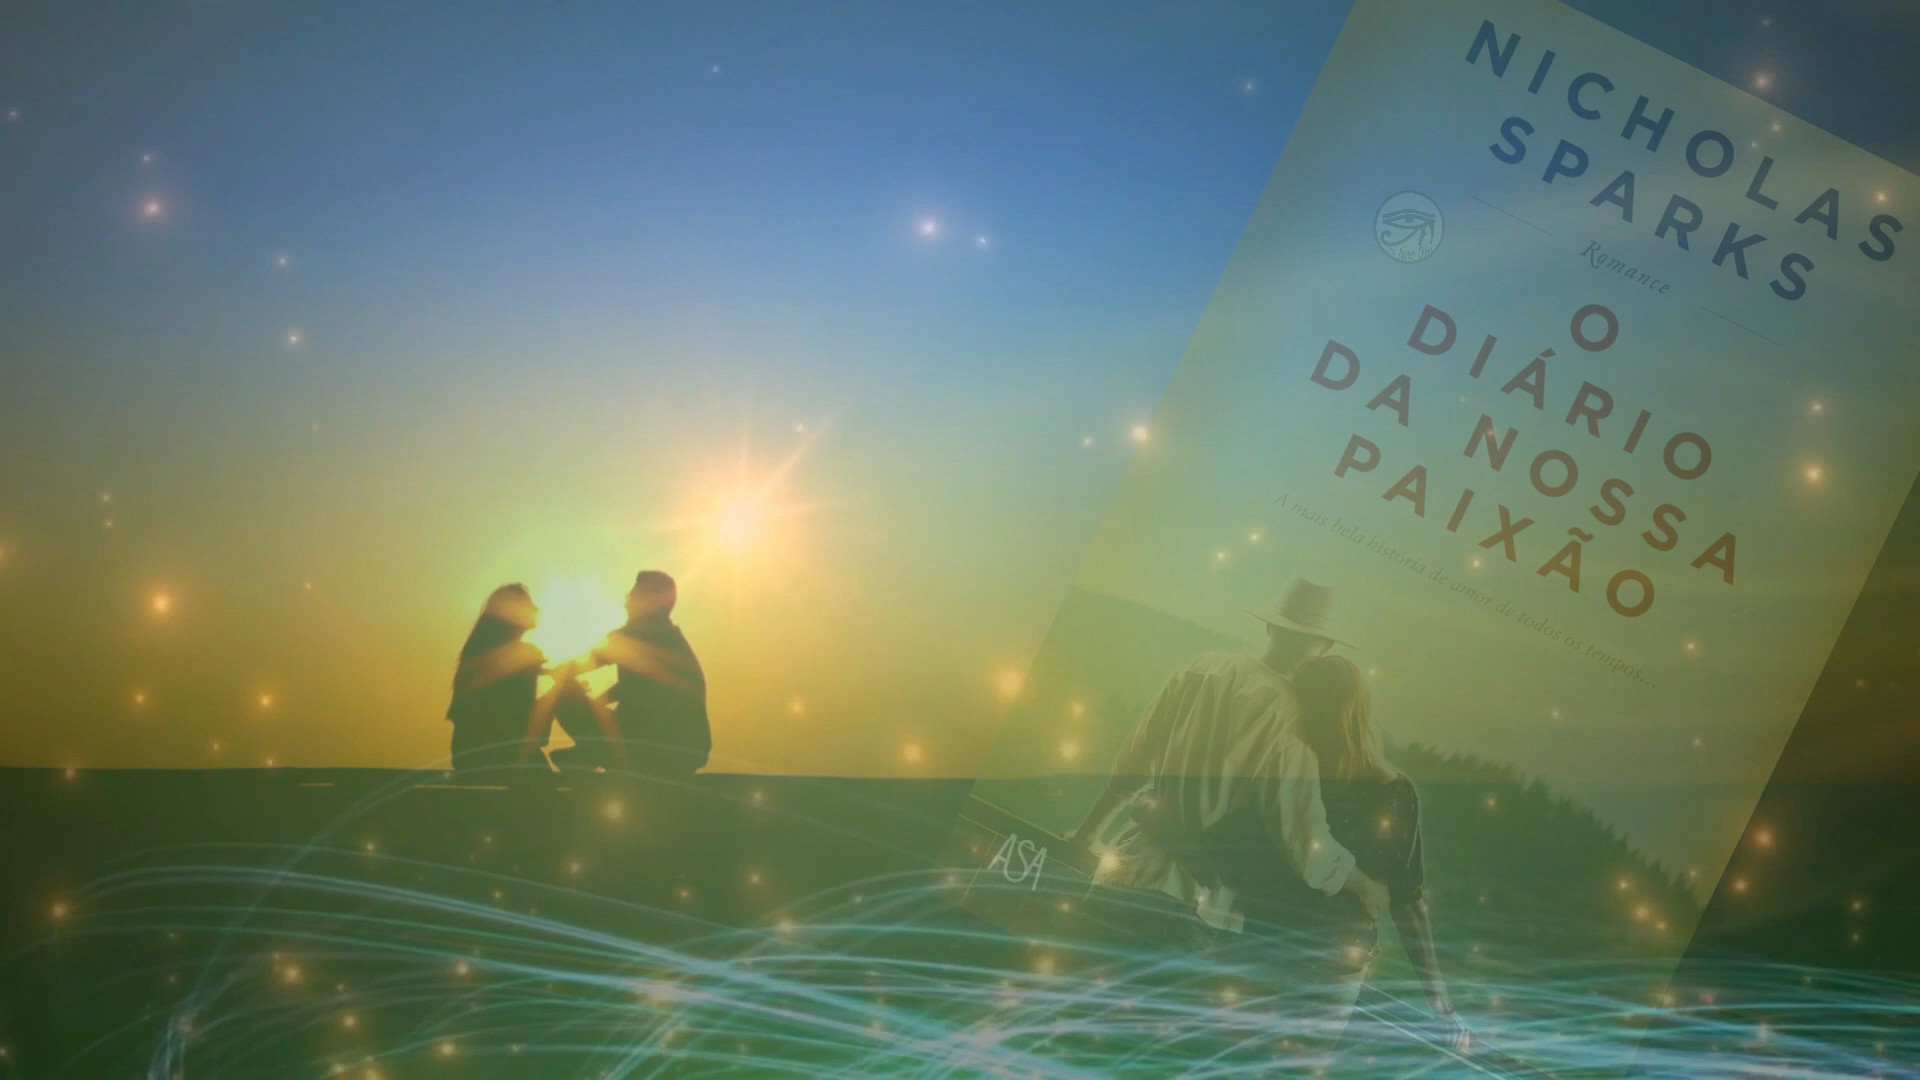 NICHOLAS
SPARKS
Romance
O
DIÁRIO
DA NOSSA
PAIXÃO
A mais bela história de amor de todos os tempos...
ASA